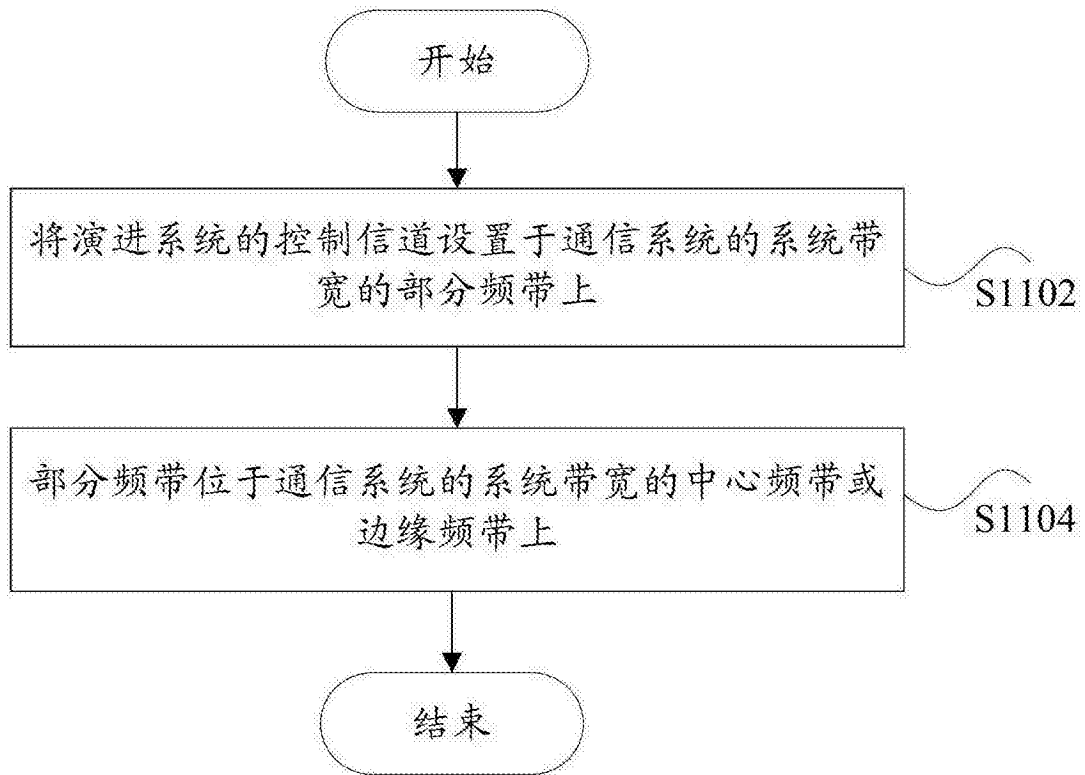 开始
将演进系统的控制信道设置于通信系统的系统带
宽的部分频带上
S1102
部分频带位于通信系统的系统带宽的中心频带或
边缘频带上
S1104
结束